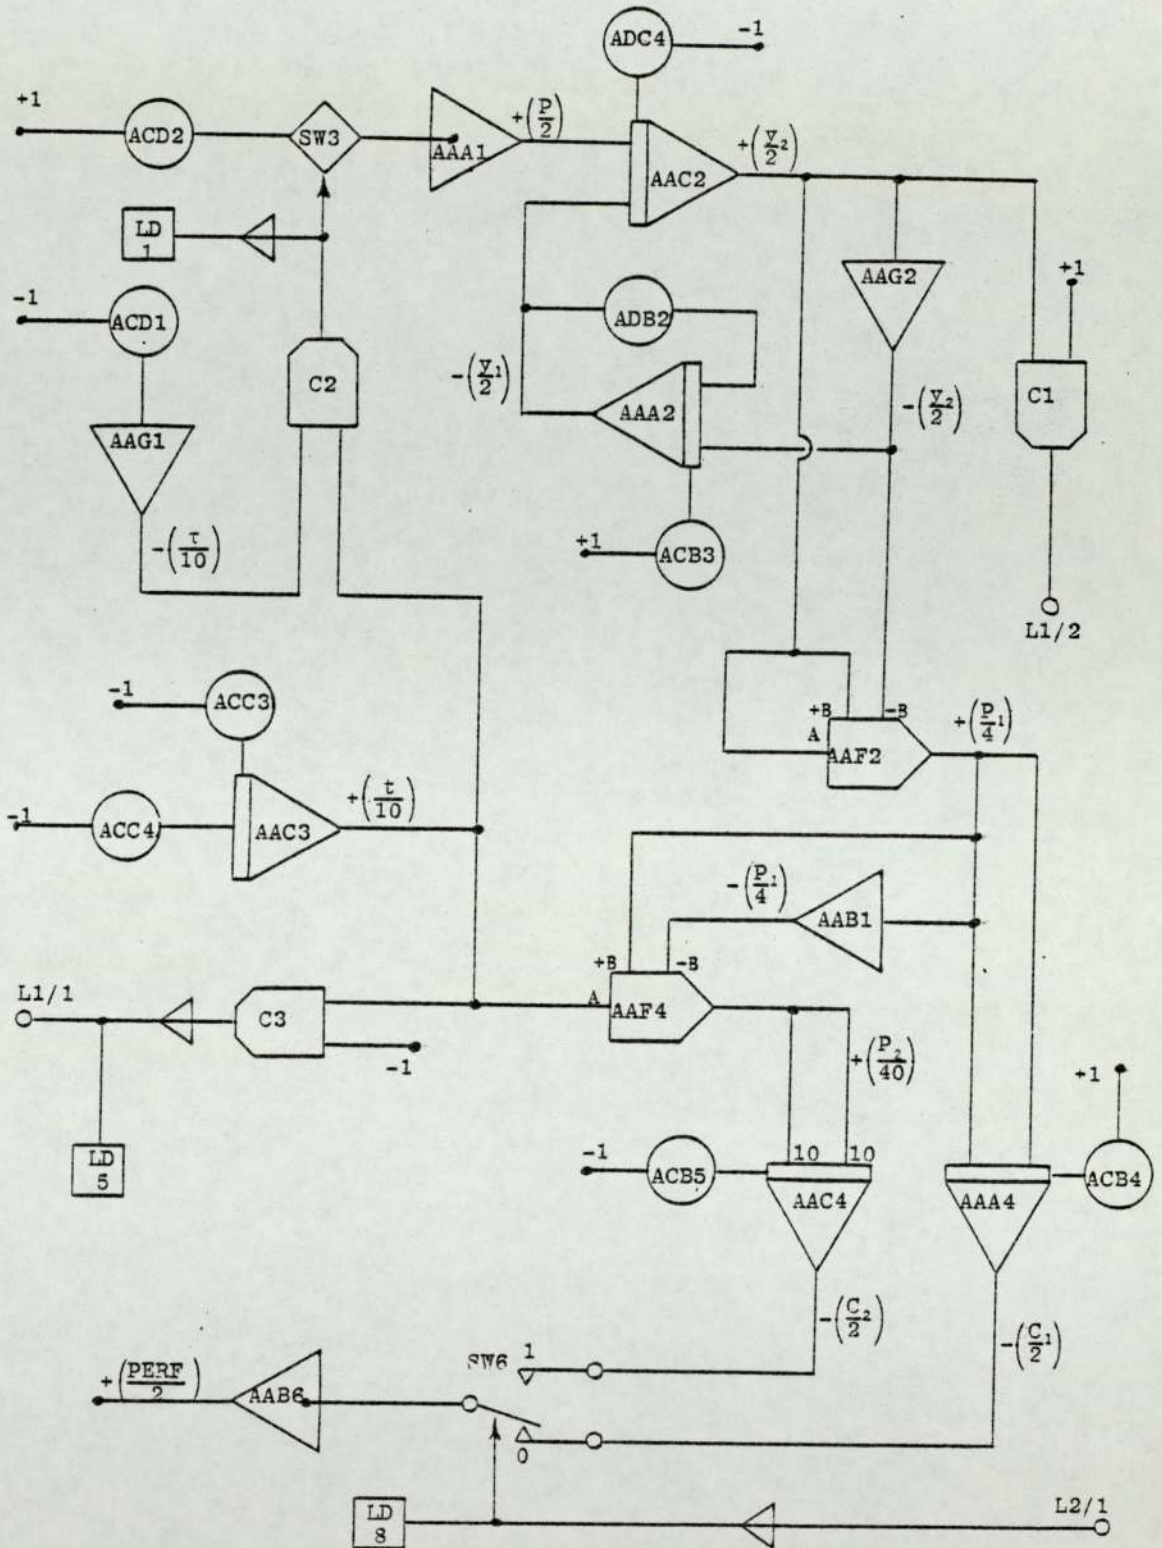 ADC4
-1
+1
ACD2
SW3
AAA1
+(P/2)
AAC2
+(V2/2)
LD
1
-1
ACD1
AAG1
C2
ADB2
-(V1/2)
AAA2
AAG2
-(V2/2)
+1
C1
-(τ/10)
+1
ACB3
L1/2
-1
ACC3
+B
-B
A
AAF2
+(P1/4)
-1
ACC4
AAC3
+(t/10)
-(P1/4)
AAB1
+B
-B
L1/1
C3
-1
A
AAF4
+(P2/40)
+1
LD
5
-1
ACB5
10
10
AAC4
AAA4
ACB4
-(C2/2)
-(C1/2)
SW6
1
+(PERF/2)
AAB6
0
LD
8
L2/1